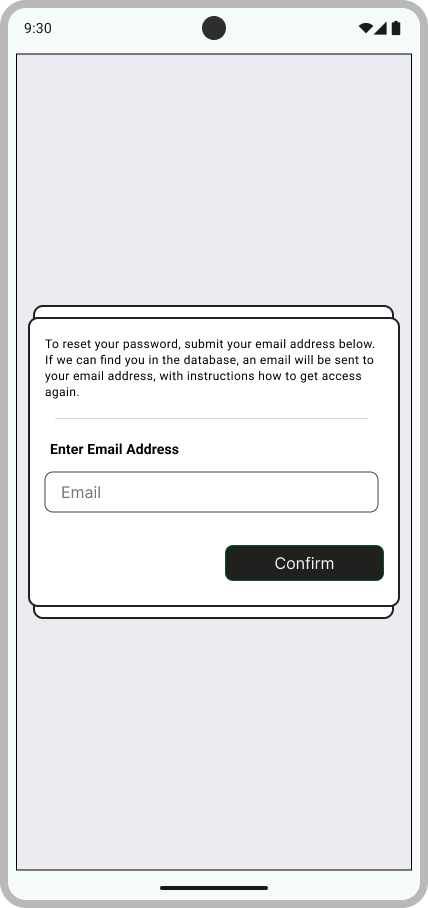 9:30
To reset your password, submit your email address below.
If we can find you in the database, an email will be sent to
your email address, with instructions how to get access
again.
Enter Email Address
Email
Confirm